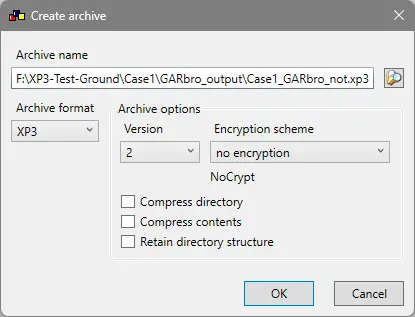 Create archive
Archive name
F:\XP3-Test-Ground\Case1\GARbro_output\Case1_GARbro_not.xp3
Archive format
XP3
Archive options
Version
Encryption scheme
2
no encryption
NoCrypt
Compress directory
Compress contents
Retain directory structure
OK
Cancel